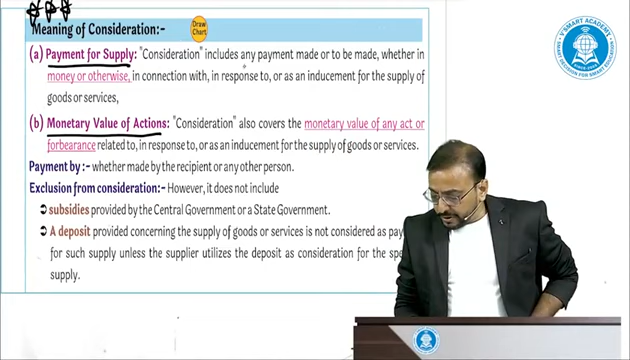 V'SMART ACADEMY
Meaning of Consideration:-
Draw
Chart
(a) Payment for Supply: "Consideration includes any payment made or to be made, whether in
money or otherwise, in connection with, in response to, or as an inducement for the supply of
goods or services,
(b) Monetary Value of Actions: "Consideration" also covers the monetary value of any act or
forbearance related to, in response to, or as an inducement for the supply of goods or services.
Payment by :- whether made by the recipient or any other person.
Exclusion from consideration:- However, it does not include
➲ subsidies provided by the Central Government or a State Government.
➲ A deposit provided concerning the supply of goods or services is not considered as pay
for such supply unless the supplier utilizes the deposit as consideration for the spe
supply.